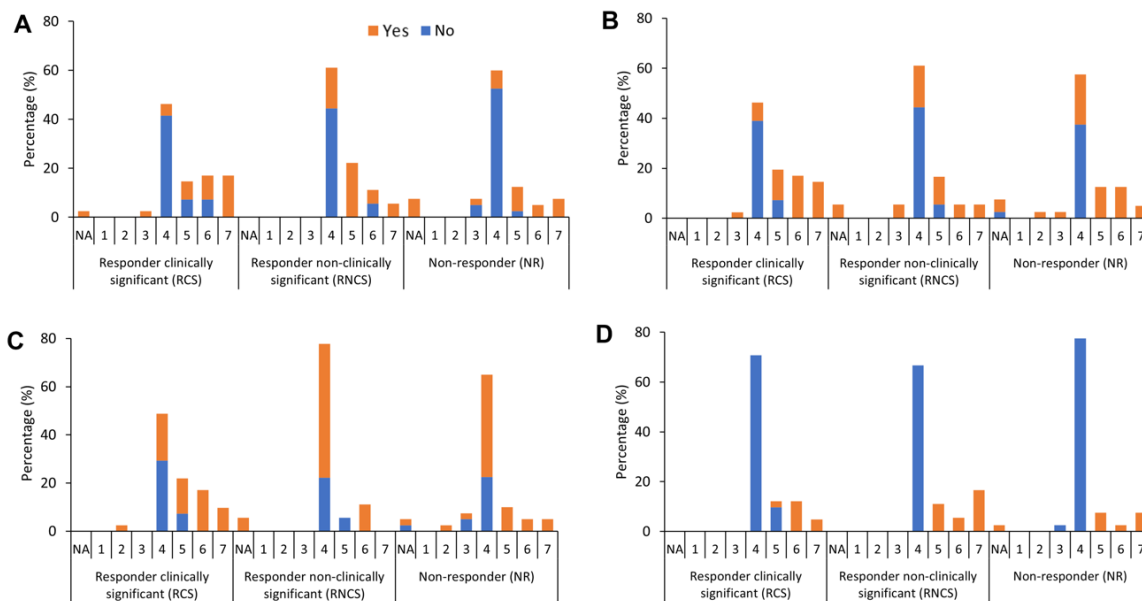 A
Yes No
Percentage (%)
80
60
40
20
0
NA 1 2 3 4 5 6 7 NA 1 2 3 4 5 6 7 NA 1 2 3 4 5 6 7
Responder clinically significant (RCS)
Responder non-clinically significant (RNCS)
Non-responder (NR)
B
Percentage (%)
80
60
40
20
0
NA 1 2 3 4 5 6 7 NA 1 2 3 4 5 6 7 NA 1 2 3 4 5 6 7
Responder clinically significant (RCS)
Responder non-clinically significant (RNCS)
Non-responder (NR)
C
Percentage (%)
80
60
40
20
0
NA 1 2 3 4 5 6 7 NA 1 2 3 4 5 6 7 NA 1 2 3 4 5 6 7
Responder clinically significant (RCS)
Responder non-clinically significant (RNCS)
Non-responder (NR)
D
Percentage (%)
80
60
40
20
0
NA 1 2 3 4 5 6 7 NA 1 2 3 4 5 6 7 NA 1 2 3 4 5 6 7
Responder clinically significant (RCS)
Responder non-clinically significant (RNCS)
Non-responder (NR)